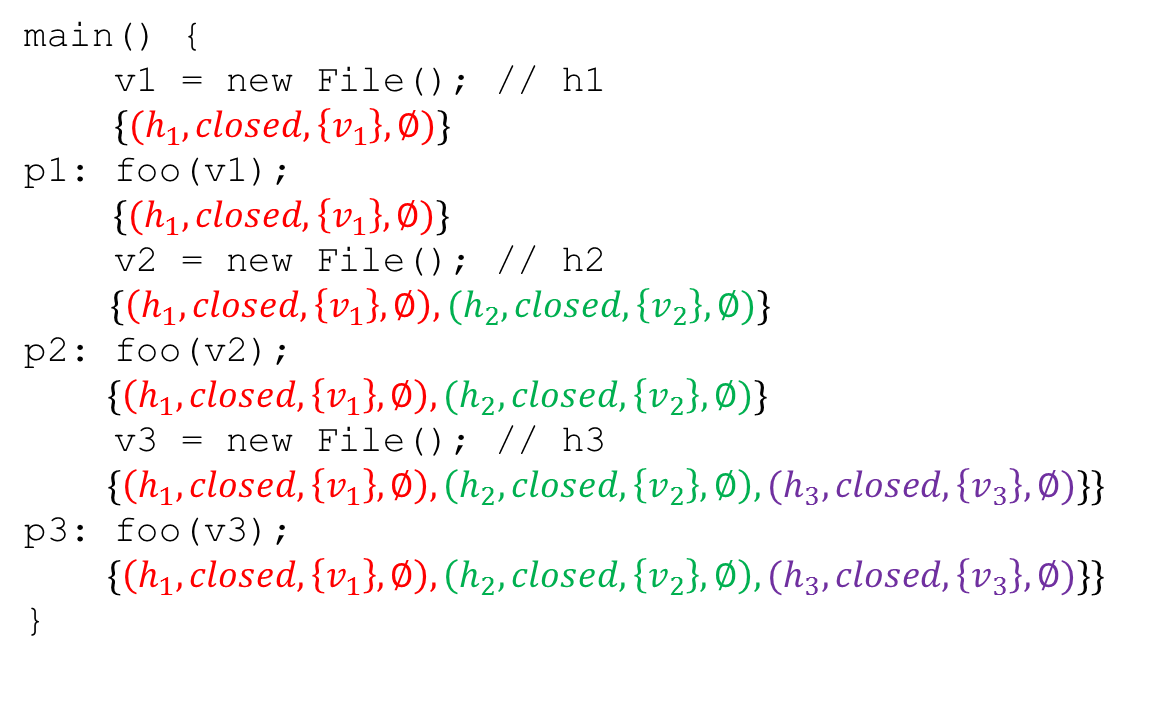 main() {
v1 = new File(); // h1
{(h₁, closed, {v₁}, ∅)}
p1: foo(v1);
{(h₁, closed, {v₁}, ∅)}
v2 = new File(); // h2
{(h₁, closed, {v₁}, ∅), (h₂, closed, {v₂}, ∅)}
p2: foo(v2);
{(h₁, closed, {v₁}, ∅), (h₂, closed, {v₂}, ∅)}
v3 = new File(); // h3
{(h₁, closed, {v₁}, ∅), (h₂, closed, {v₂}, ∅), (h₃, closed, {v₃}, ∅)}}
p3: foo(v3);
{(h₁, closed, {v₁}, ∅), (h₂, closed, {v₂}, ∅), (h₃, closed, {v₃}, ∅)}}
}